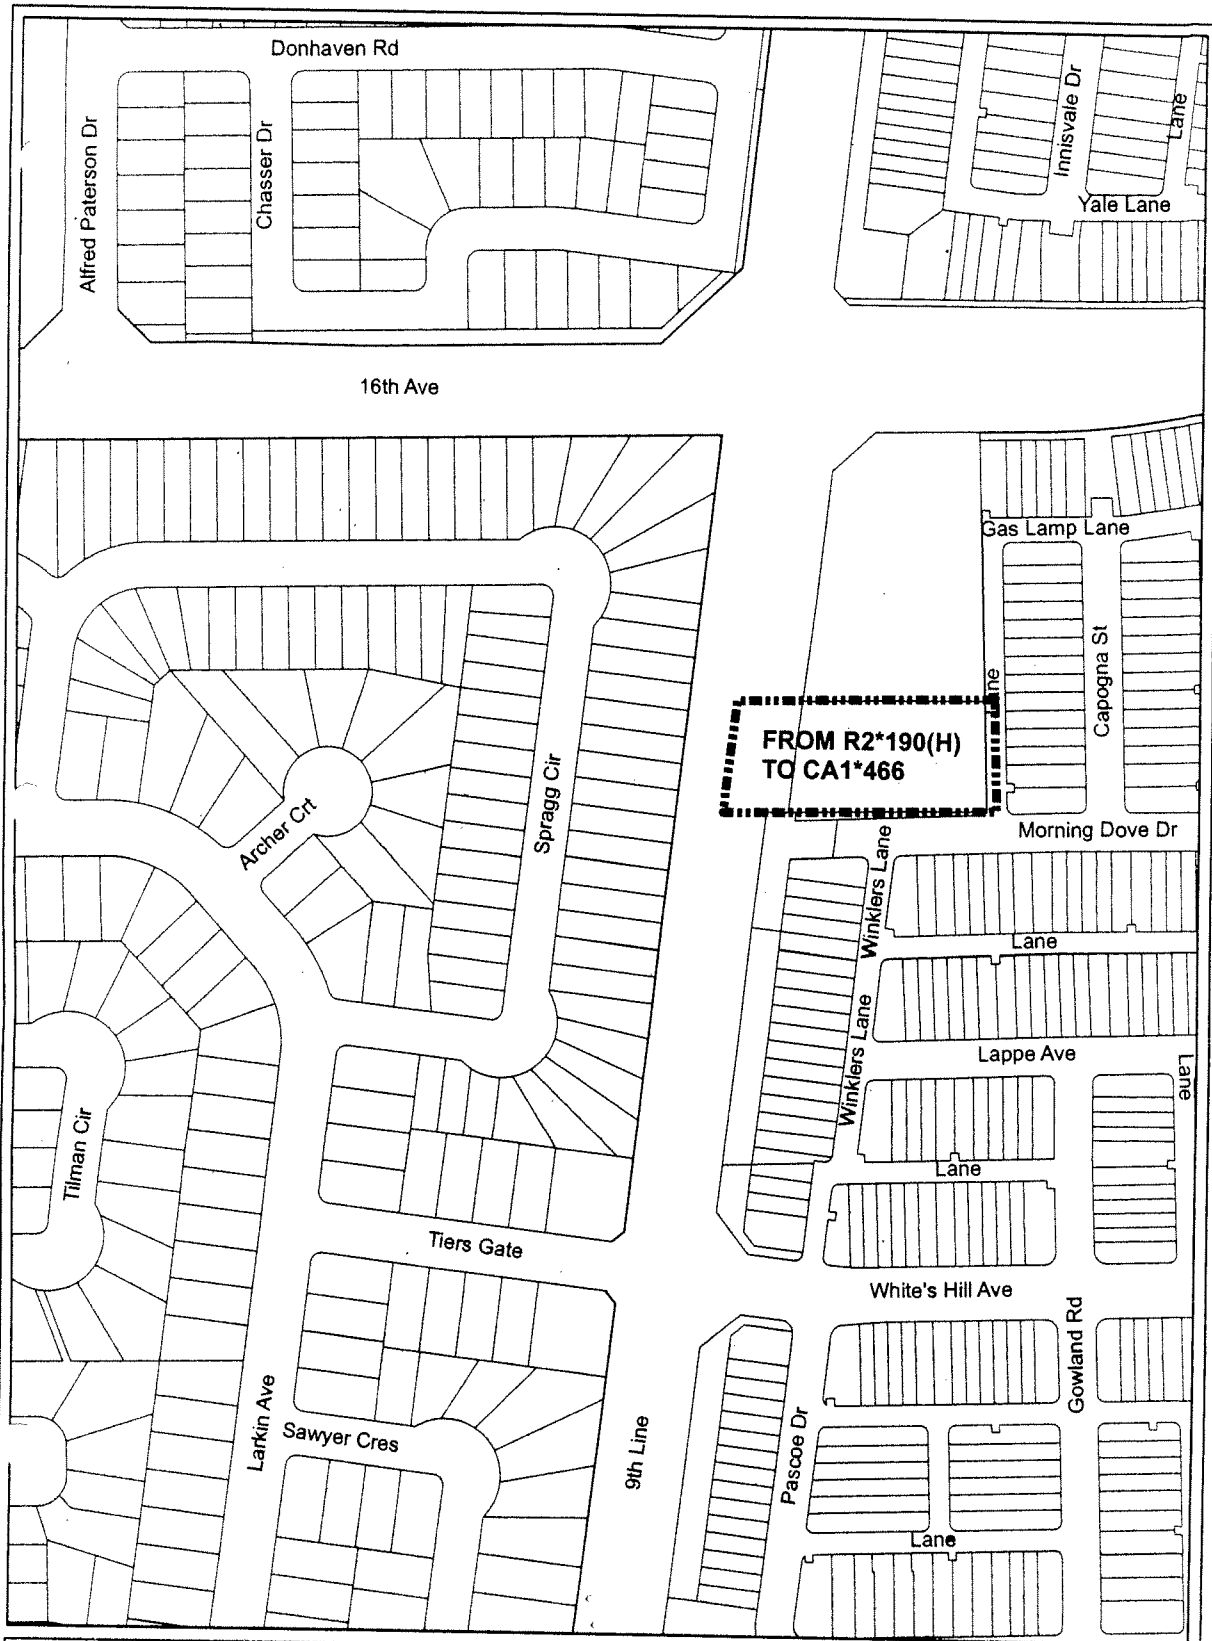 Donhaven Rd
Alfred Paterson Dr
Chasser Dr
Innisvale Dr
Lane
Yale Lane
16th Ave
Gas Lamp Lane
Capogna St
Lane
FROM R2*190(H)
TO CA1*466
Spragg Cir
Archer Crt
Morning Dove Dr
Winklers Lane
Lane
Winklers Lane
Lappe Ave
Lane
Tilman Cir
Lane
Tiers Gate
White's Hill Ave
Gowland Rd
Larkin Ave
Sawyer Cres
9th Line
Pascoe Dr
Lane